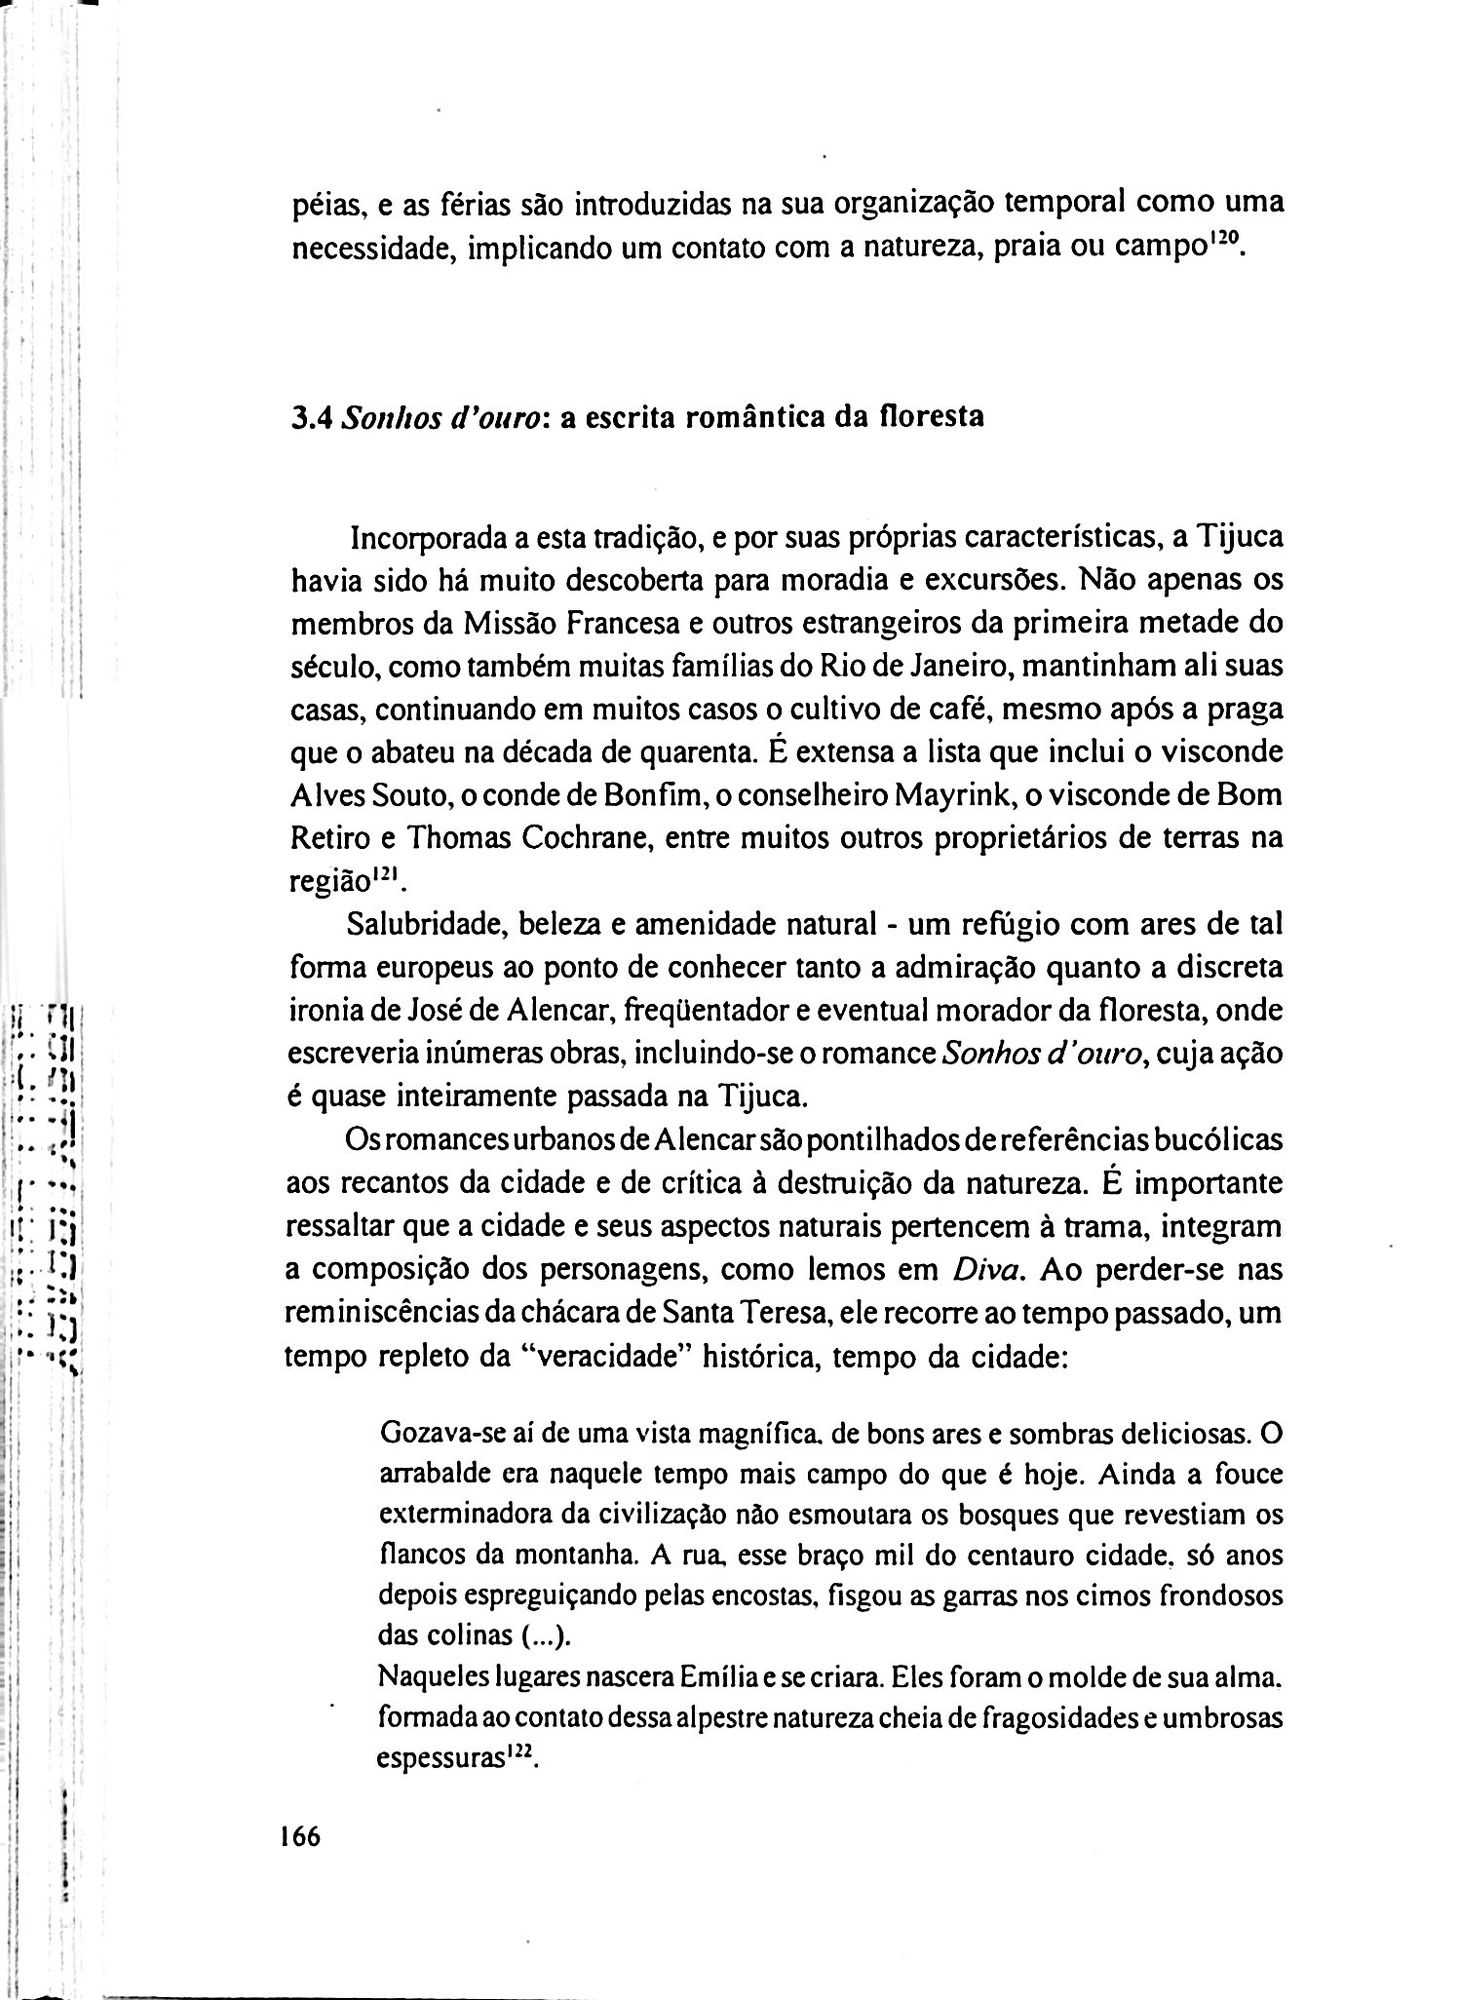 péias, e as férias são introduzidas na sua organização temporal como uma
necessidade, implicando um contato com a natureza, praia ou campo¹²⁰.
3.4 Sonhos d'ouro: a escrita romântica da floresta
Incorporada a esta tradição, e por suas próprias características, a Tijuca
havia sido há muito descoberta para moradia e excursões. Não apenas os
membros da Missão Francesa e outros estrangeiros da primeira metade do
século, como também muitas famílias do Rio de Janeiro, mantinham ali suas
casas, continuando em muitos casos o cultivo de café, mesmo após a praga
que o abateu na década de quarenta. É extensa a lista que inclui o visconde
Alves Souto, o conde de Bonfim, o conselheiro Mayrink, o visconde de Bom
Retiro e Thomas Cochrane, entre muitos outros proprietários de terras na
região¹²¹.
Salubridade, beleza e amenidade natural - um refúgio com ares de tal
forma europeus ao ponto de conhecer tanto a admiração quanto a discreta
ironia de José de Alencar, freqüentador e eventual morador da floresta, onde
escreveria inúmeras obras, incluindo-se o romance Sonhos d'ouro, cuja ação
é quase inteiramente passada na Tijuca.
Os romances urbanos de Alencar são pontilhados de referências bucólicas
aos recantos da cidade e de crítica à destruição da natureza. É importante
ressaltar que a cidade e seus aspectos naturais pertencem à trama, integram
a composição dos personagens, como lemos em Diva. Ao perder-se nas
reminiscências da chácara de Santa Teresa, ele recorre ao tempo passado, um
tempo repleto da “veracidade” histórica, tempo da cidade:
Gozava-se aí de uma vista magnífica, de bons ares e sombras deliciosas. O
arrabalde era naquele tempo mais campo do que é hoje. Ainda a fouce
exterminadora da civilização não esmoutara os bosques que revestiam os
flancos da montanha. A rua, esse braço mil do centauro cidade, só anos
depois espreguiçando pelas encostas, fisgou as garras nos cimos frondosos
das colinas (...).
Naqueles lugares nascera Emília e se criara. Eles foram o molde de sua alma,
formada ao contato dessa alpestre natureza cheia de fragosidades e umbrosas
espessuras¹²².
166